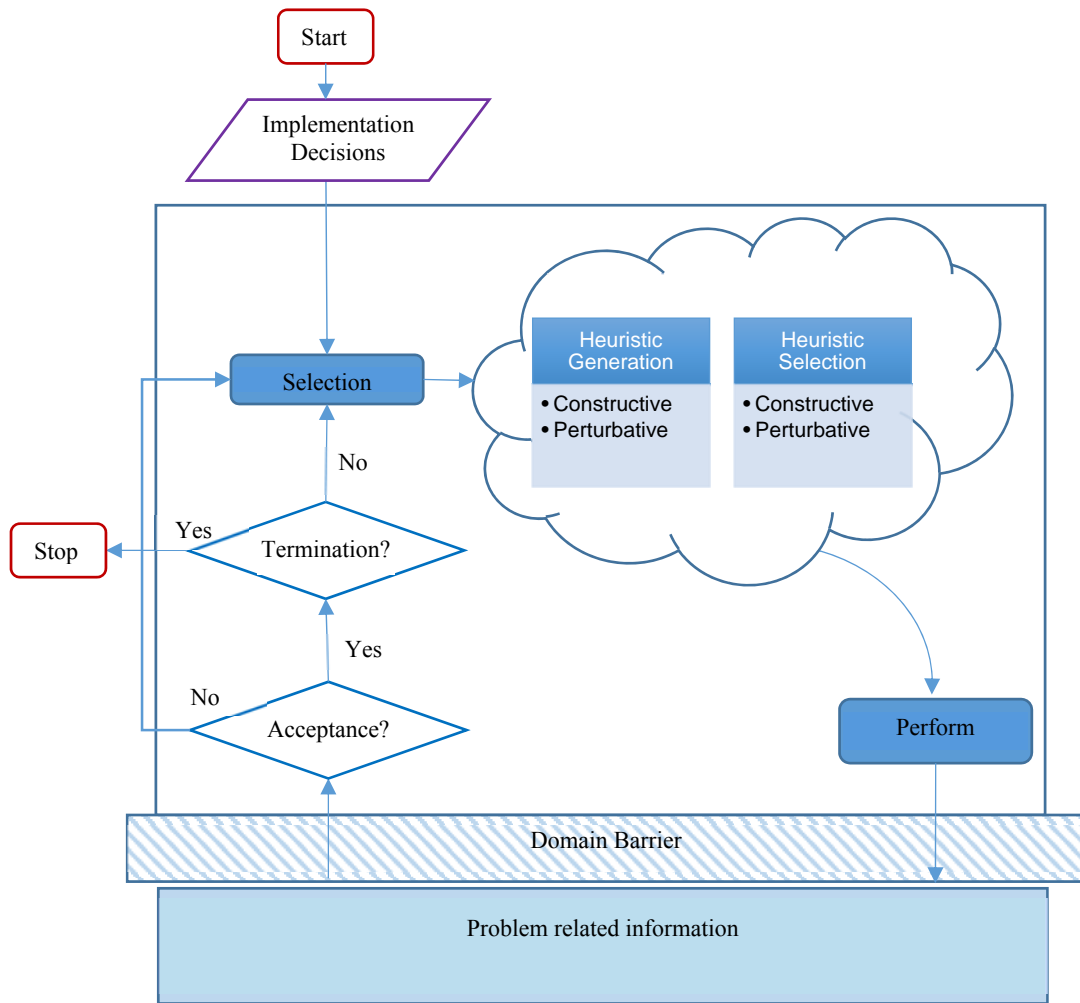 Start
Implementation
Decisions
Heuristic
Generation
• Constructive
• Perturbative
Heuristic
Selection
• Constructive
• Perturbative
Selection
No
Yes
Termination?
Stop
Yes
No
Acceptance?
Perform
Domain Barrier
Problem related information